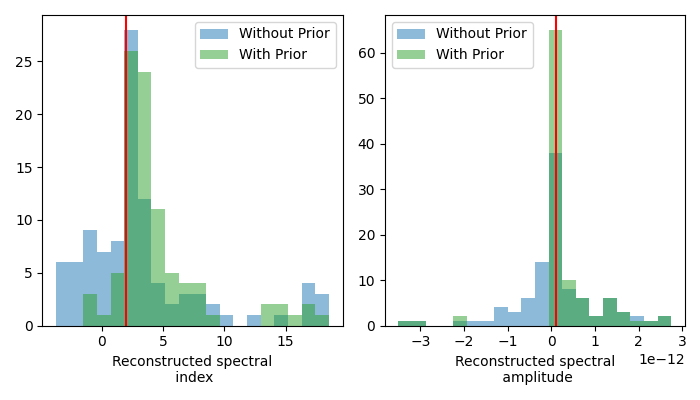 Without Prior
With Prior
25
20
15
10
5
0
0
5
10
15
Reconstructed spectral
index
Without Prior
With Prior
60
50
40
30
20
10
0
−3
−2
−1
0
1
2
3
1e−12
Reconstructed spectral
amplitude